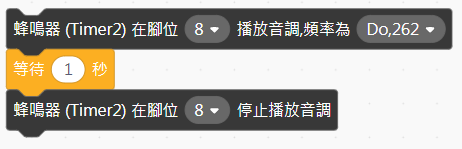 蜂鳴器 (Timer2) 在腳位 8 播放音調,頻率為 Do,262
等待 1 秒
蜂鳴器 (Timer2) 在腳位 8 停止播放音調